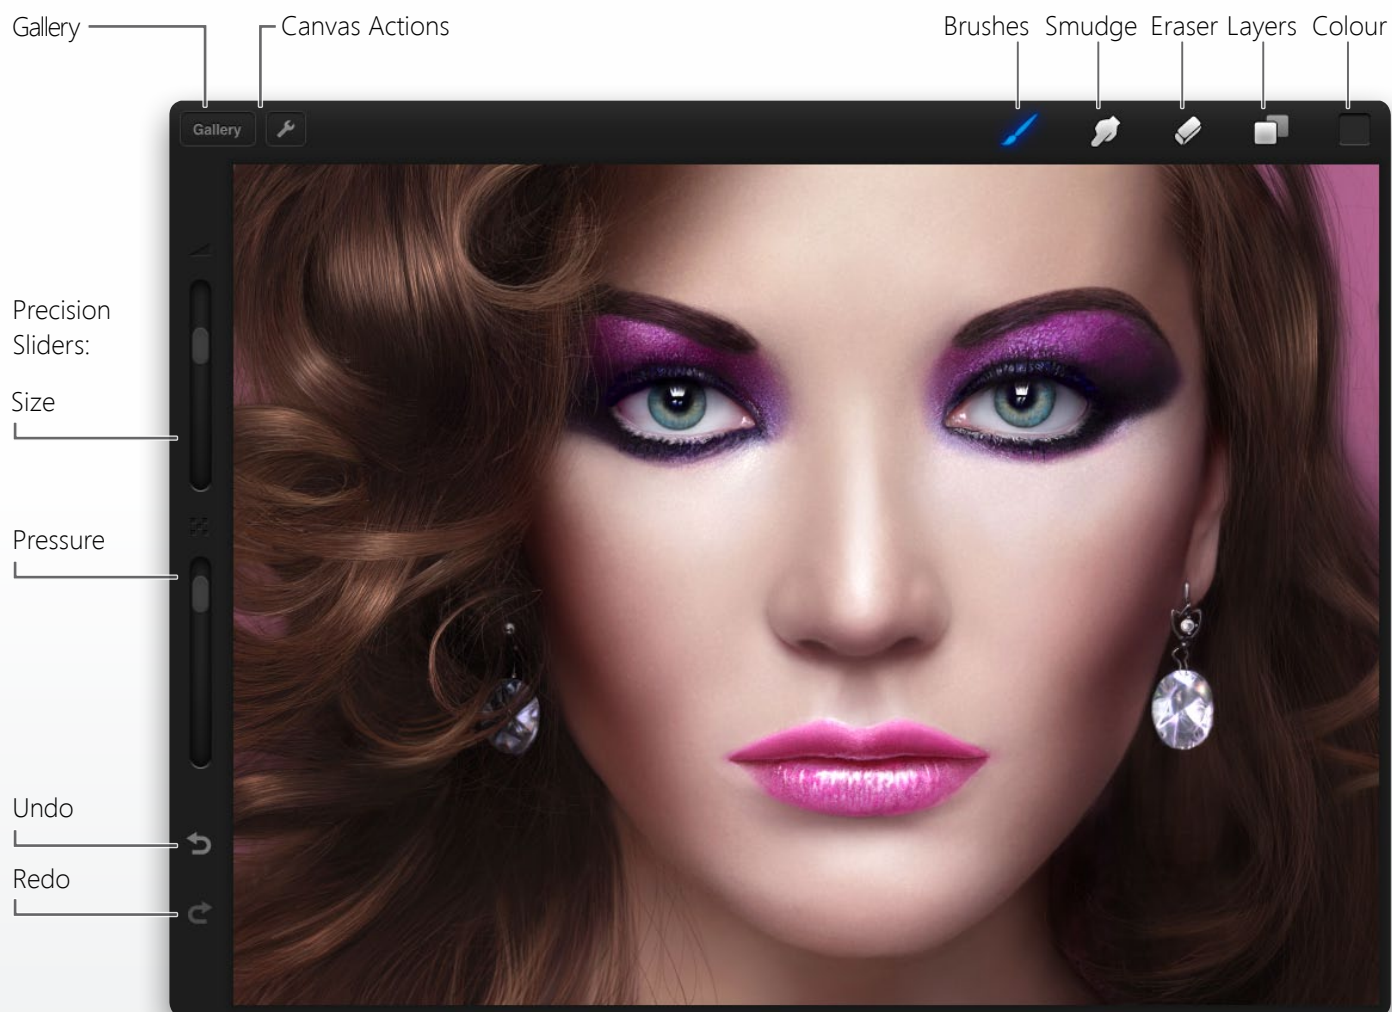 Gallery
Canvas Actions
Brushes
Smudge
Eraser
Layers
Colour
Gallery
Precision
Sliders:
Size
Pressure
Undo
Redo